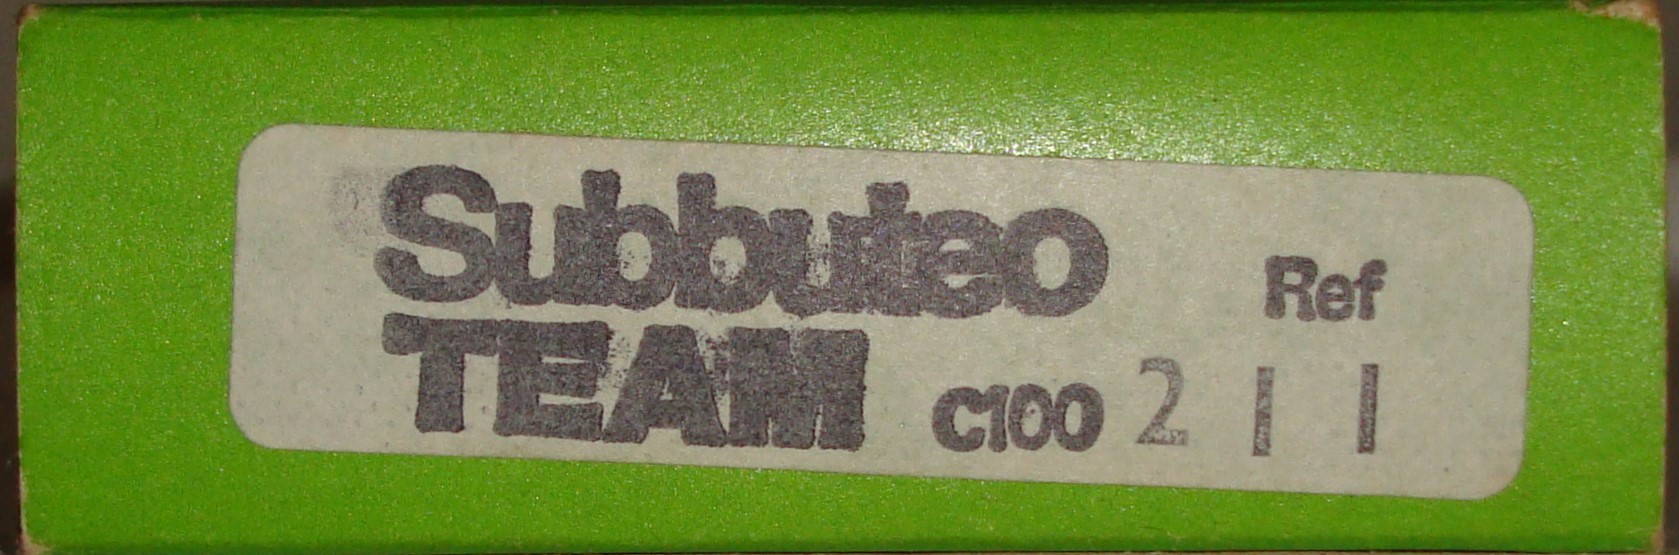 Subbuteo Ref
TEAM C100 2 1 1